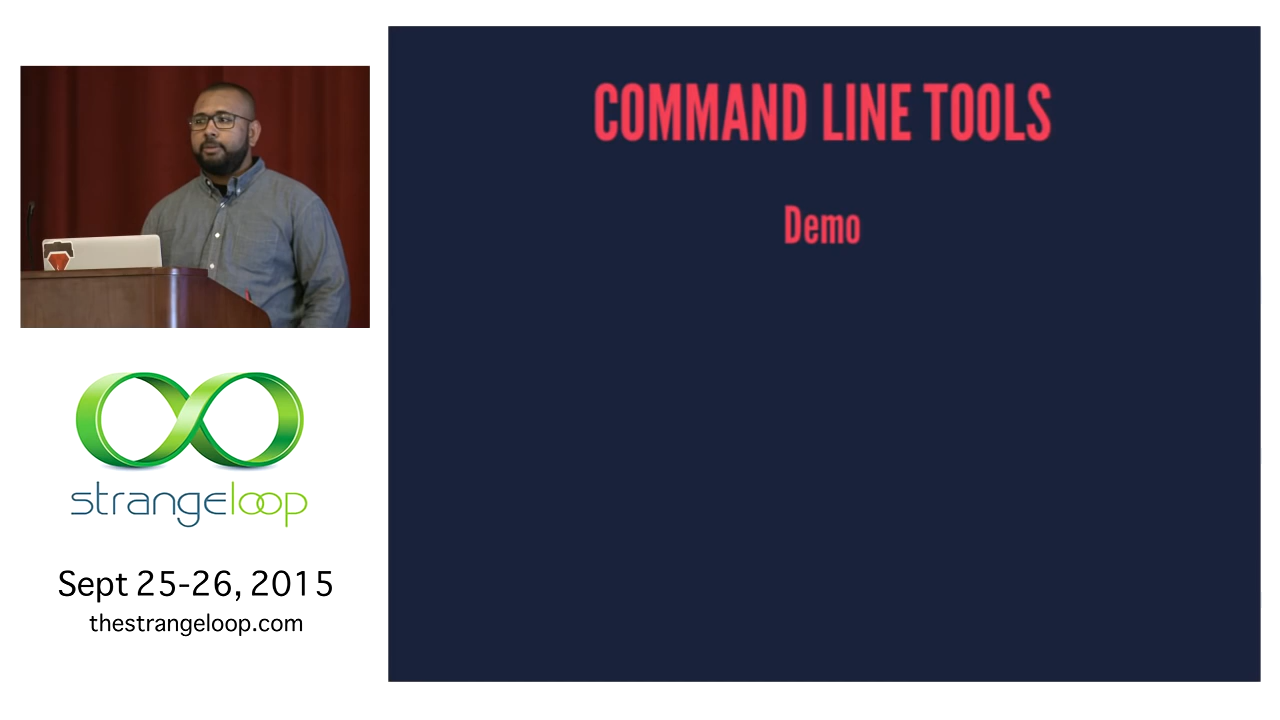 COMMAND LINE TOOLS
Demo
strangeloop
Sept 25-26, 2015
thestrangeloop.com